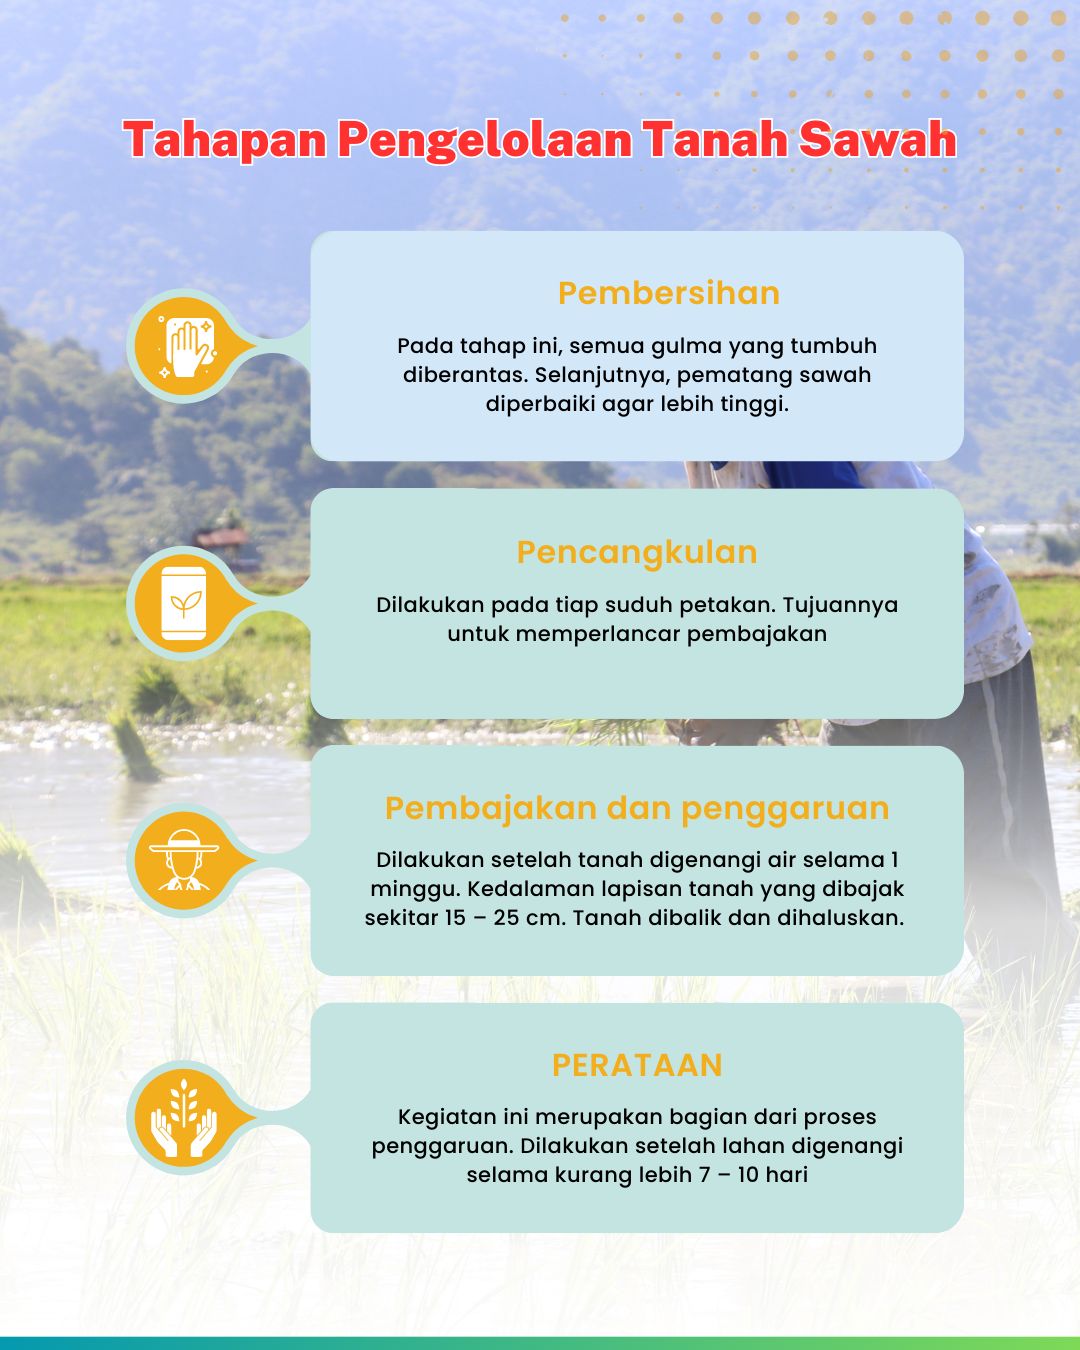 Tahapan Pengelolaan Tanah Sawah
Pembersihan
Pada tahap ini, semua gulma yang tumbuh
diberantas. Selanjutnya, pematang sawah
diperbaiki agar lebih tinggi.
Pencangkulan
Dilakukan pada tiap suduh petakan. Tujuannya
untuk memperlancar pembajakan
Pembajakan dan penggaruan
Dilakukan setelah tanah digenangi air selama 1
minggu. Kedalaman lapisan tanah yang dibajak
sekitar 15 – 25 cm. Tanah dibalik dan dihaluskan.
PERATAAN
Kegiatan ini merupakan bagian dari proses
penggaruan. Dilakukan setelah lahan digenangi
selama kurang lebih 7 – 10 hari